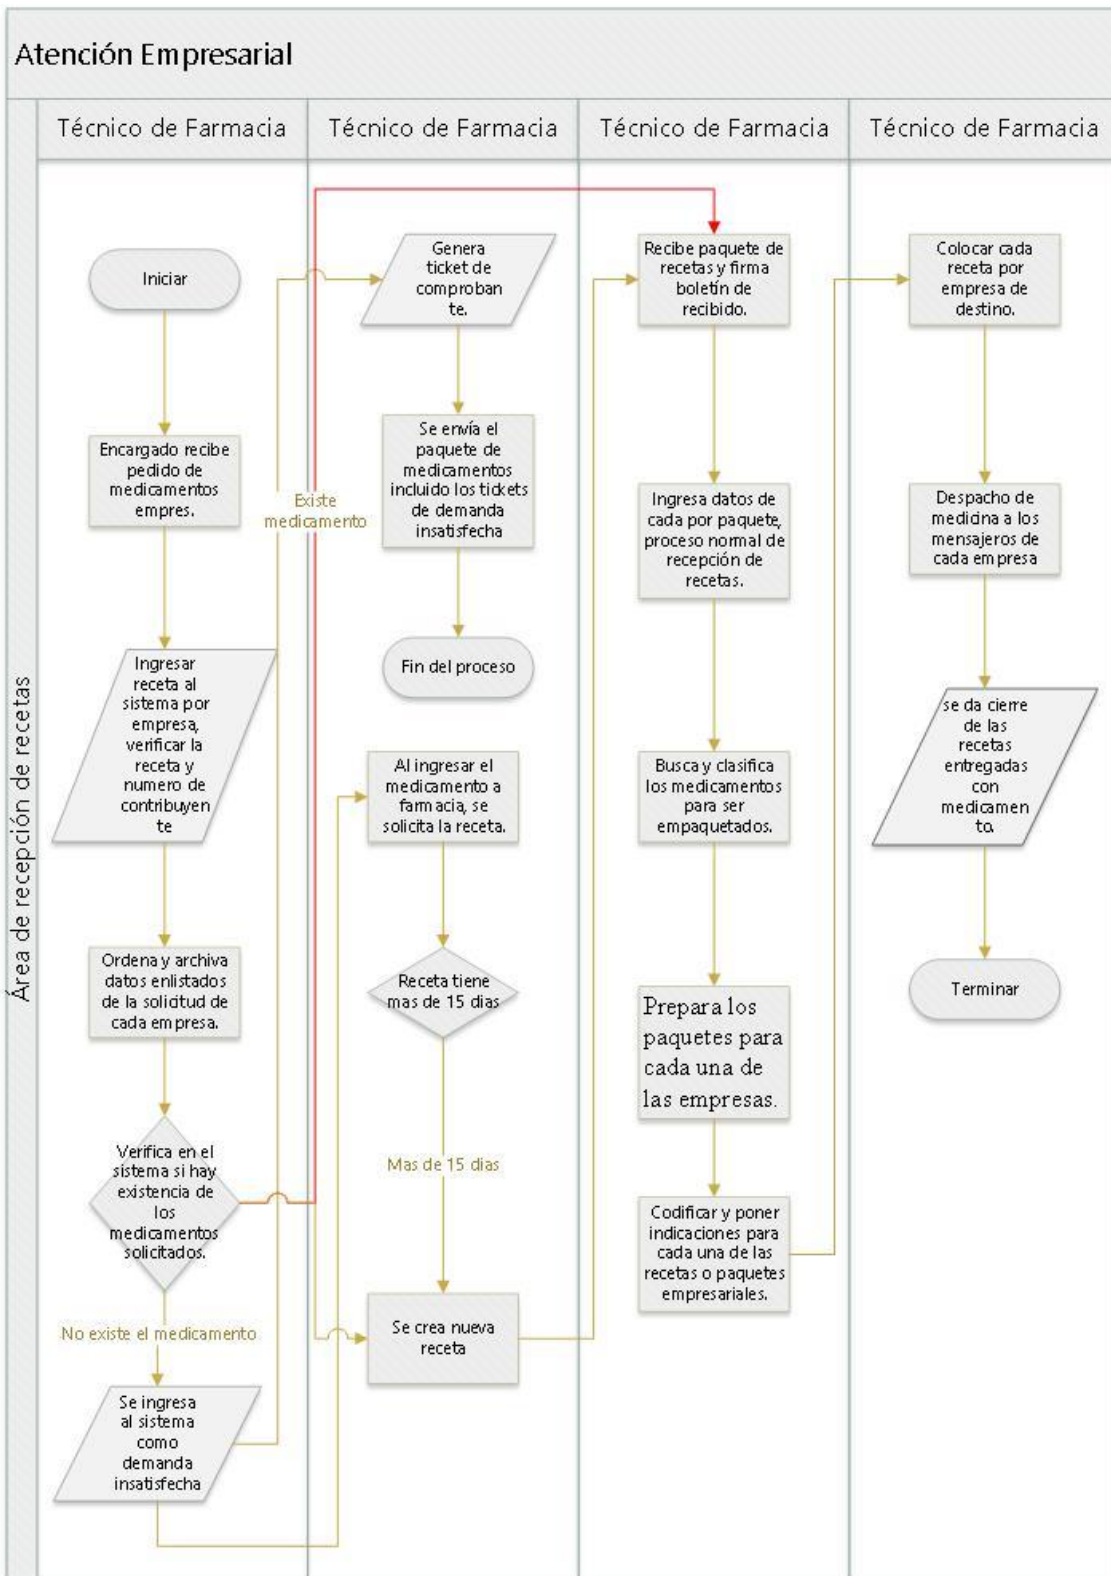 Atención Empresarial
Área de recepción de recetas
Técnico de Farmacia
Técnico de Farmacia
Técnico de Farmacia
Técnico de Farmacia
Iniciar
Encargado recibe
pedido de
medicamentos
empres.
Ingresar
receta al
sistema por
empresa,
verificar la
receta y
numero de
contribuyen
te
Ordena y archiva
datos enlistados
de la solicitud de
cada empresa.
Verifica en el
sistema si hay
existencia de
los
medicamentos
solicitados.
No existe el medicamento
Se ingresa
al sistema
como
demanda
insatisfecha
Existe
medicamento
Genera
ticket de
comproban
te.
Se envía el
paquete de
medicamentos
incluido los tickets
de demanda
insatisfecha
Fin del proceso
Al ingresar el
medicamento a
farmacia, se
solicita la receta.
Receta tiene
mas de 15 dias
Mas de 15 dias
Se crea nueva
receta
Recibe paquete de
recetas y firma
boletín de
recibido.
Ingresa datos de
cada por paquete,
proceso normal de
recepción de
recetas.
Busca y clasifica
los medicamentos
para ser
empaquetados.
Prepara los
paquetes para
cada una de
las empresas.
Codificar y poner
indicaciones para
cada una de las
recetas o paquetes
empresariales.
Colocar cada
receta por
empresa de
destino.
Despacho de
medicina a los
mensajeros de
cada empresa
se da cierre
de las
recetas
entregadas
con
medicame
nto.
Terminar